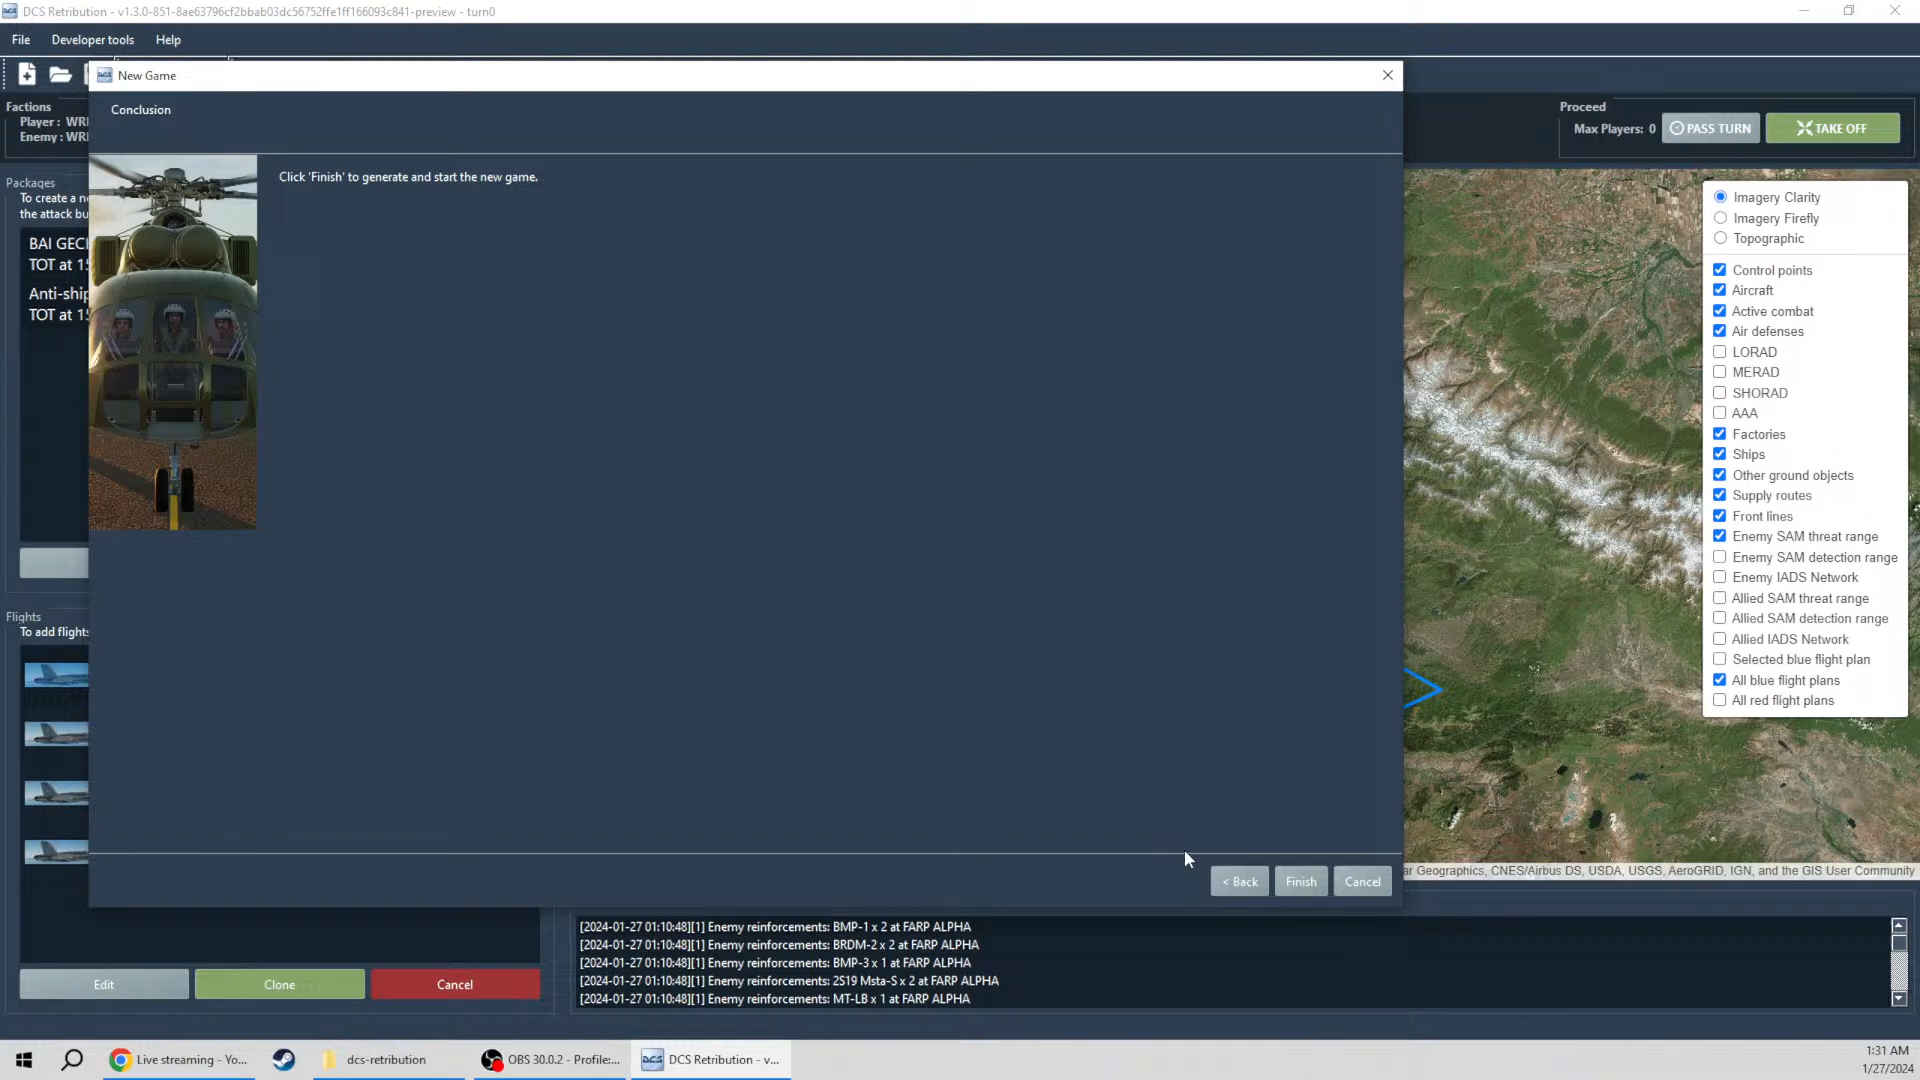 DCS Retribution - v1.3.0-851-8ae63796cf2bbab03dc56752ffe1ff166093c841-preview - turn0
File Developer tools Help
New Game
Conclusion
Click 'Finish' to generate and start the new game.
< Back Finish Cancel
Factions
Player : WRL
Enemy : WRL
Packages
To create a ne
the attack bu
BAI GECI
TOT at 15
Anti-ship
TOT at 15
Flights
To add flights
Edit Clone Cancel
Proceed
Max Players: 0 PASS TURN TAKE OFF
Imagery Clarity
Imagery Firefly
Topographic
Control points
Aircraft
Active combat
Air defenses
LORAD
MERAD
SHORAD
AAA
Factories
Ships
Other ground objects
Supply routes
Front lines
Enemy SAM threat range
Enemy SAM detection range
Enemy IADS Network
Allied SAM threat range
Allied SAM detection range
Allied IADS Network
Selected blue flight plan
All blue flight plans
All red flight plans
ar Geographics, CNES/Airbus DS, USDA, USGS, AeroGRID, IGN, and the GIS User Community
[2024-01-27 01:10:48][1] Enemy reinforcements: BMP-1 x 2 at FARP ALPHA
[2024-01-27 01:10:48][1] Enemy reinforcements: BRDM-2 x 2 at FARP ALPHA
[2024-01-27 01:10:48][1] Enemy reinforcements: BMP-3 x 1 at FARP ALPHA
[2024-01-27 01:10:48][1] Enemy reinforcements: 2S19 Msta-S x 2 at FARP ALPHA
[2024-01-27 01:10:48][1] Enemy reinforcements: MT-LB x 1 at FARP ALPHA
Live streaming - Yo... dcs-retribution OBS 30.0.2 - Profile:... DCS Retribution - v...
1:31 AM
1/27/2024